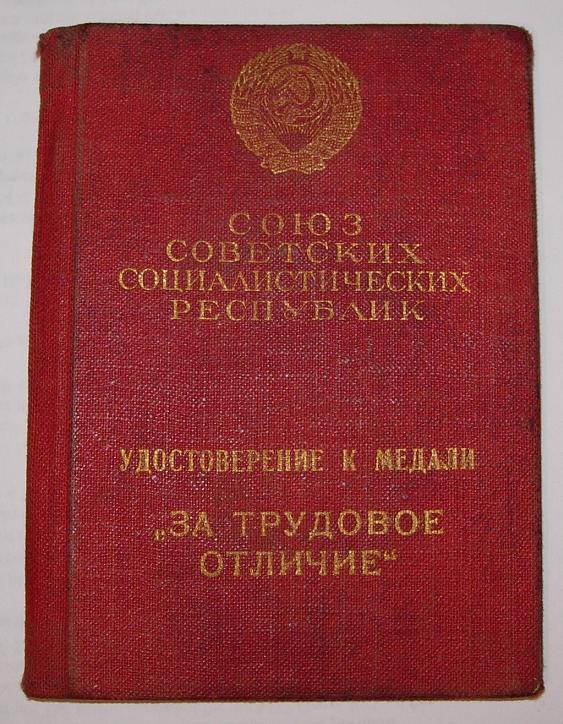 СОЮЗ
СОВЕТСКИХ
СОЦИАЛИСТИЧЕСКИХ
РЕСПУБЛИК
УДОСТОВЕРЕНИЕ К МЕДАЛИ
„ЗА ТРУДОВОЕ
ОТЛИЧИЕ“